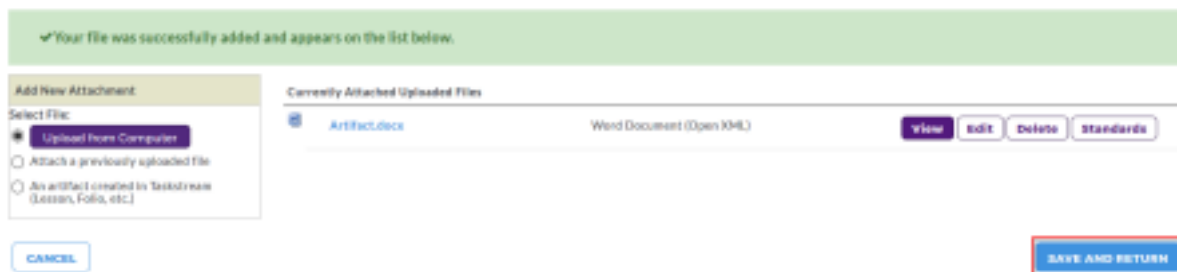 ✔Your file was successfully added and appears on the list below.
Add New Attachment
Select File:
Upload from Computer
Attach a previously uploaded file
An artifact created in Taskstream
(Lesson, Folio, etc.)
Currently Attached Uploaded Files
Artifact.docx Word Document (Open XML) View Edit Delete Standards
CANCEL SAVE AND RETURN